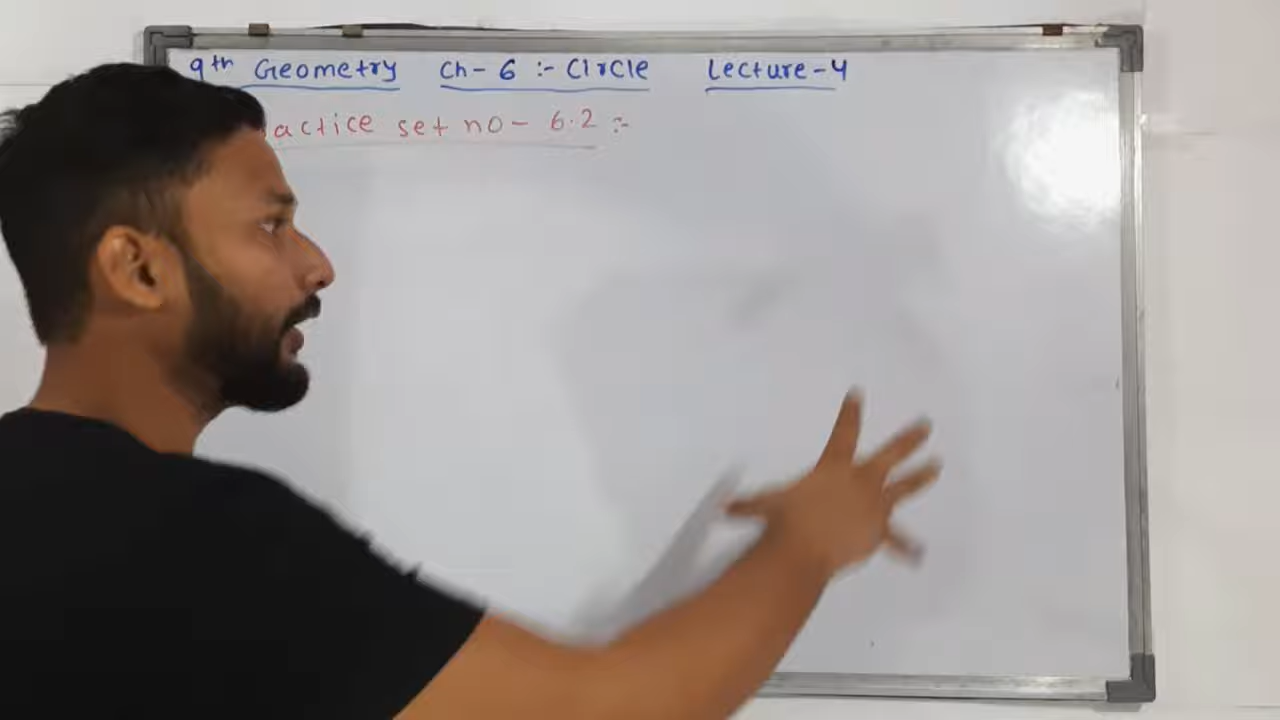 9th Geometry Ch- 6 :- Circle Lecture-4
actice set no- 6.2 :-